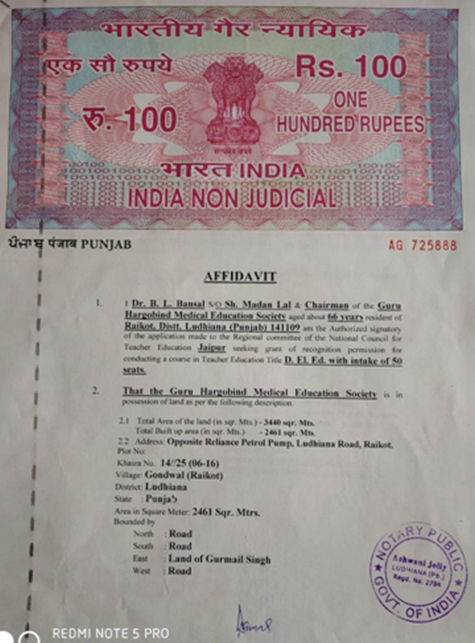 भारतीय गैर न्यायिक
एक सौ रुपये Rs. 100
रु. 100 ONE
HUNDRED RUPEES
सत्यमेव जयते
भारत INDIA
INDIA NON JUDICIAL
ਪੰਜਾਬ पंजाब PUNJAB AG 725888
AFFIDAVIT
1. I Dr. B. L. Bansal S/O Sh. Madan Lal & Chairman of the Guru
Hargobind Medical Education Society aged about 66 years resident of
Raikot, Distt. Ludhiana (Punjab) 141109 am the Authorized signatory
of the application made to the Regional committee of the National Council for
Teacher Education Jaipur seeking grant of recognition permission for
conducting a course in Teacher Education Title D. El. Ed. with intake of 50
seats.
2. That the Guru Hargobind Medical Education Society is in
possession of land as per the following description.
2.1 Total Area of the land (in sqr. Mts.) - 3440 sqr. Mts.
Total Built up area (in sqr. Mts.) - 2461 Sqr. Mts.
2.2 Address: Opposite Reliance Petrol Pump, Ludhiana Road, Raikot.
Plot No:
Khasra No. 14//25 (06-16)
Village: Gondwal (Raikot)
District: Ludhiana
State : Punjab
Area in Square Meter: 2461 Sqr. Mtrs.
Bounded by
North : Road
South : Road
East : Land of Gurmail Singh
West : Road
NOTARY PUBLIC
Ashwani Jolly
LUDHIANA (PB.)
Regd. No. 2784
GOVT. OF INDIA
REDMI NOTE 5 PRO